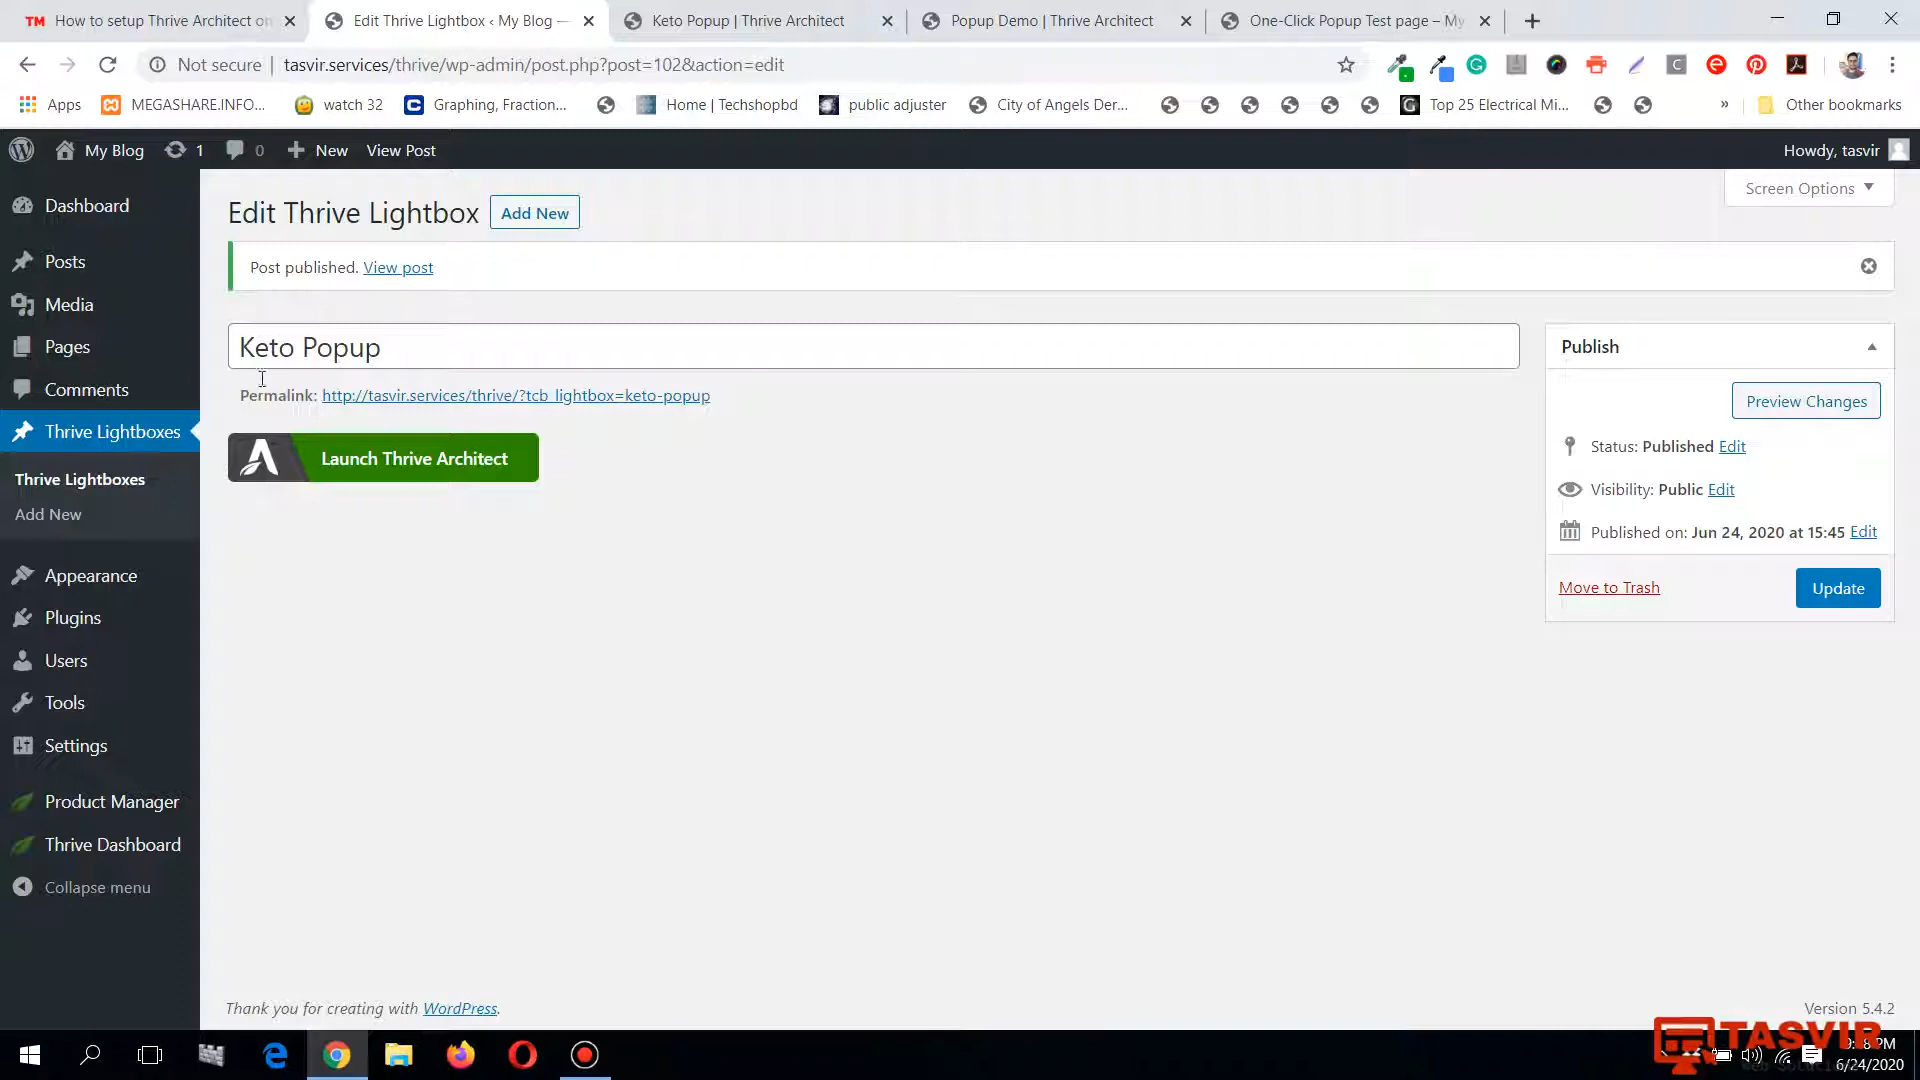 TM How to setup Thrive Architect on
Edit Thrive Lightbox ‹ My Blog —
Keto Popup | Thrive Architect
Popup Demo | Thrive Architect
One-Click Popup Test page – My
Not secure | tasvir.services/thrive/wp-admin/post.php?post=102&action=edit
Apps
MEGASHARE.INFO...
watch 32
Graphing, Fraction...
Home | Techshopbd
public adjuster
City of Angels Der...
Top 25 Electrical Mi...
»
Other bookmarks
My Blog
1
0
New
View Post
Howdy, tasvir
Screen Options
Dashboard
Posts
Media
Pages
Comments
Thrive Lightboxes
Thrive Lightboxes
Add New
Appearance
Plugins
Users
Tools
Settings
Product Manager
Thrive Dashboard
Collapse menu
Edit Thrive Lightbox
Add New
Post published. View post
Keto Popup
Permalink: http://tasvir.services/thrive/?tcb_lightbox=keto-popup
Launch Thrive Architect
Publish
Preview Changes
Status: Published Edit
Visibility: Public Edit
Published on: Jun 24, 2020 at 15:45 Edit
Move to Trash
Update
Thank you for creating with WordPress.
Version 5.4.2
TASVIR
PM
6/24/2020